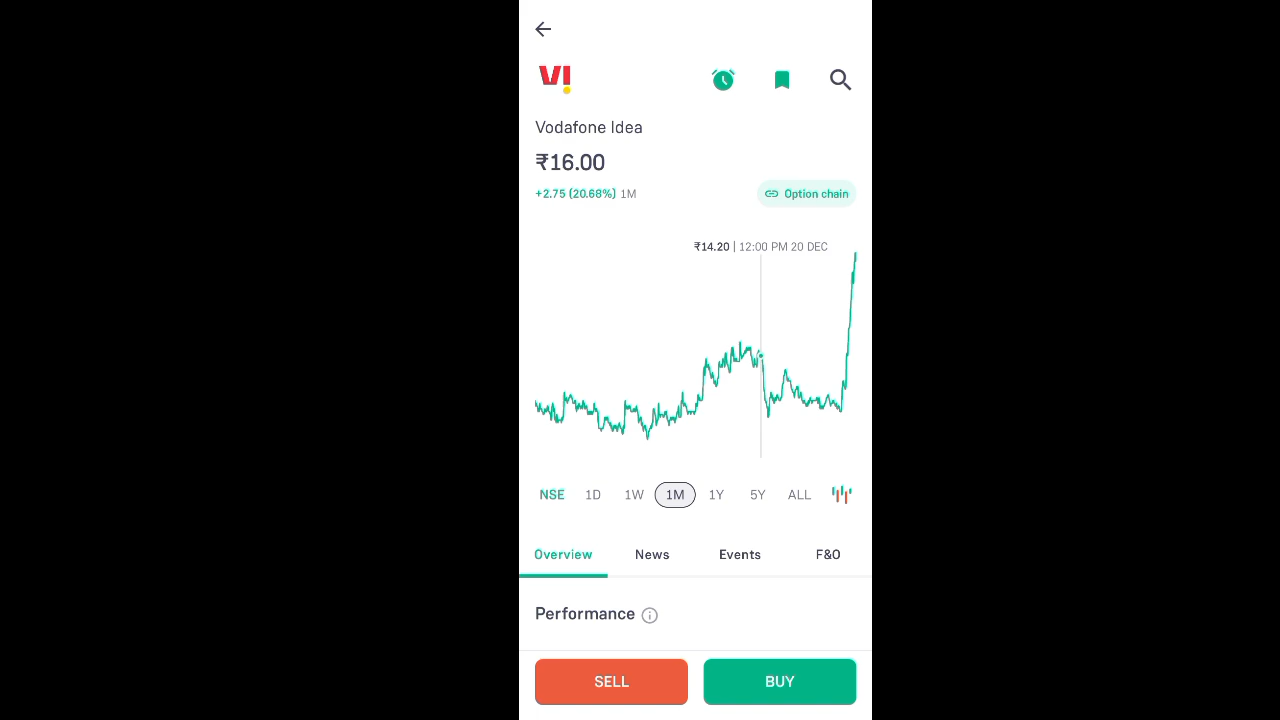 VI
Vodafone Idea
₹16.00
+2.75 (20.68%) 1M
Option chain
₹14.20 | 12:00 PM 20 DEC
NSE 1D 1W 1M 1Y 5Y ALL
Overview News Events F&O
Performance
SELL BUY